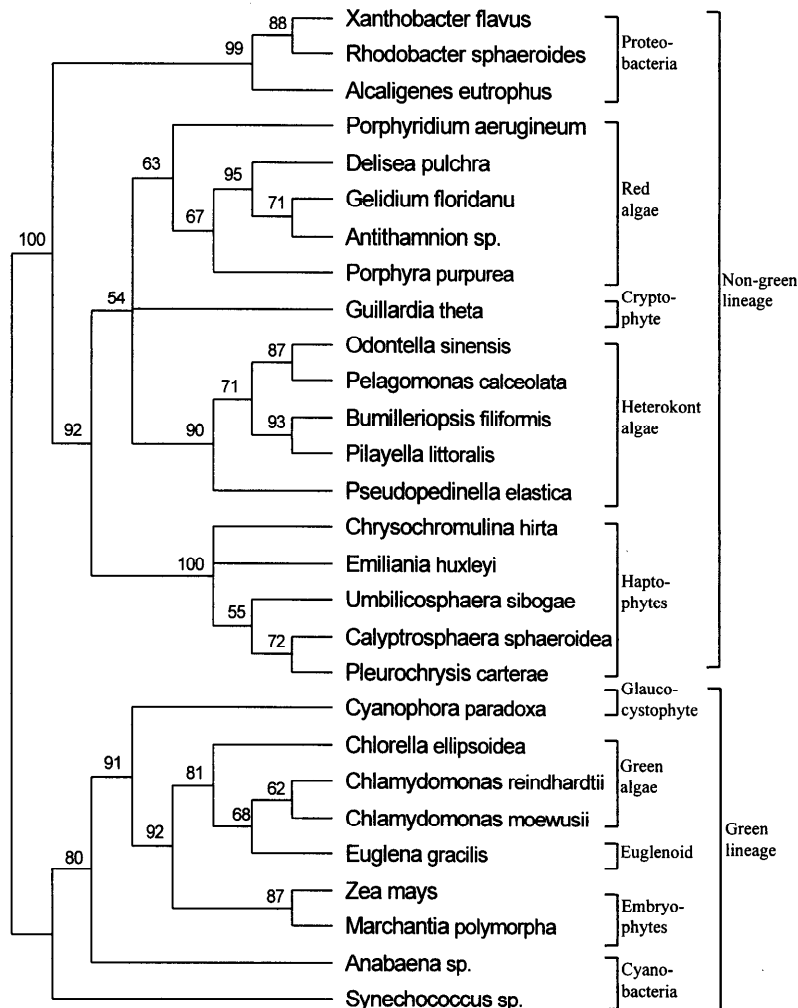 88
Xanthobacter flavus
99
Rhodobacter sphaeroides
Alcaligenes eutrophus
Proteo-
bacteria
Porphyridium aerugineum
63
Delisea pulchra
95
Gelidium floridanu
71
67
Antithamnion sp.
Porphyra purpurea
Red
algae
100
54
Guillardia theta
Crypto-
phyte
Non-green
lineage
Odontella sinensis
87
Pelagomonas calceolata
71
Bumilleriopsis filiformis
93
92
90
Pilayella littoralis
Pseudopedinella elastica
Heterokont
algae
Chrysochromulina hirta
100
Emiliania huxleyi
Umbilicosphaera sibogae
55
Calyptrosphaera sphaeroidea
72
Pleurochrysis carterae
Hapto-
phytes
Cyanophora paradoxa
Glauco-
cystophyte
91
Chlorella ellipsoidea
81
Chlamydomonas reindhardtii
62
68
Chlamydomonas moewusii
Green
algae
92
Euglena gracilis
Euglenoid
Green
lineage
80
Zea mays
87
Marchantia polymorpha
Embryo-
phytes
Anabaena sp.
Synechococcus sp.
Cyano-
bacteria